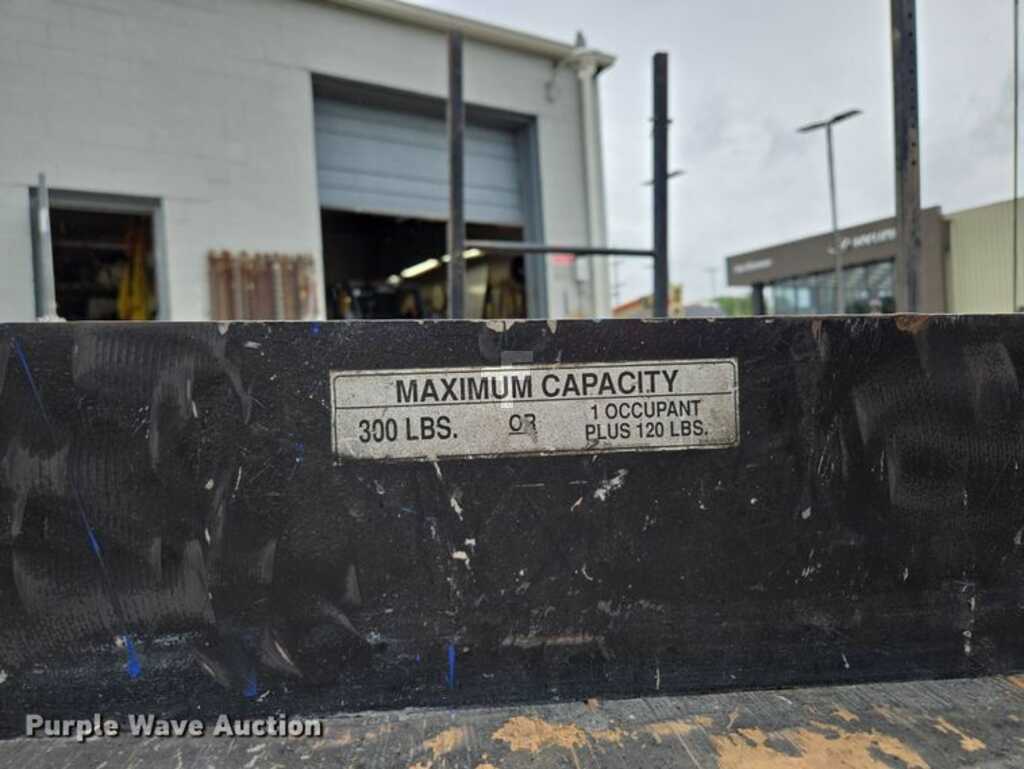 MAXIMUM CAPACITY
300 LBS. OR 1 OCCUPANT
PLUS 120 LBS.
Purple Wave Auction